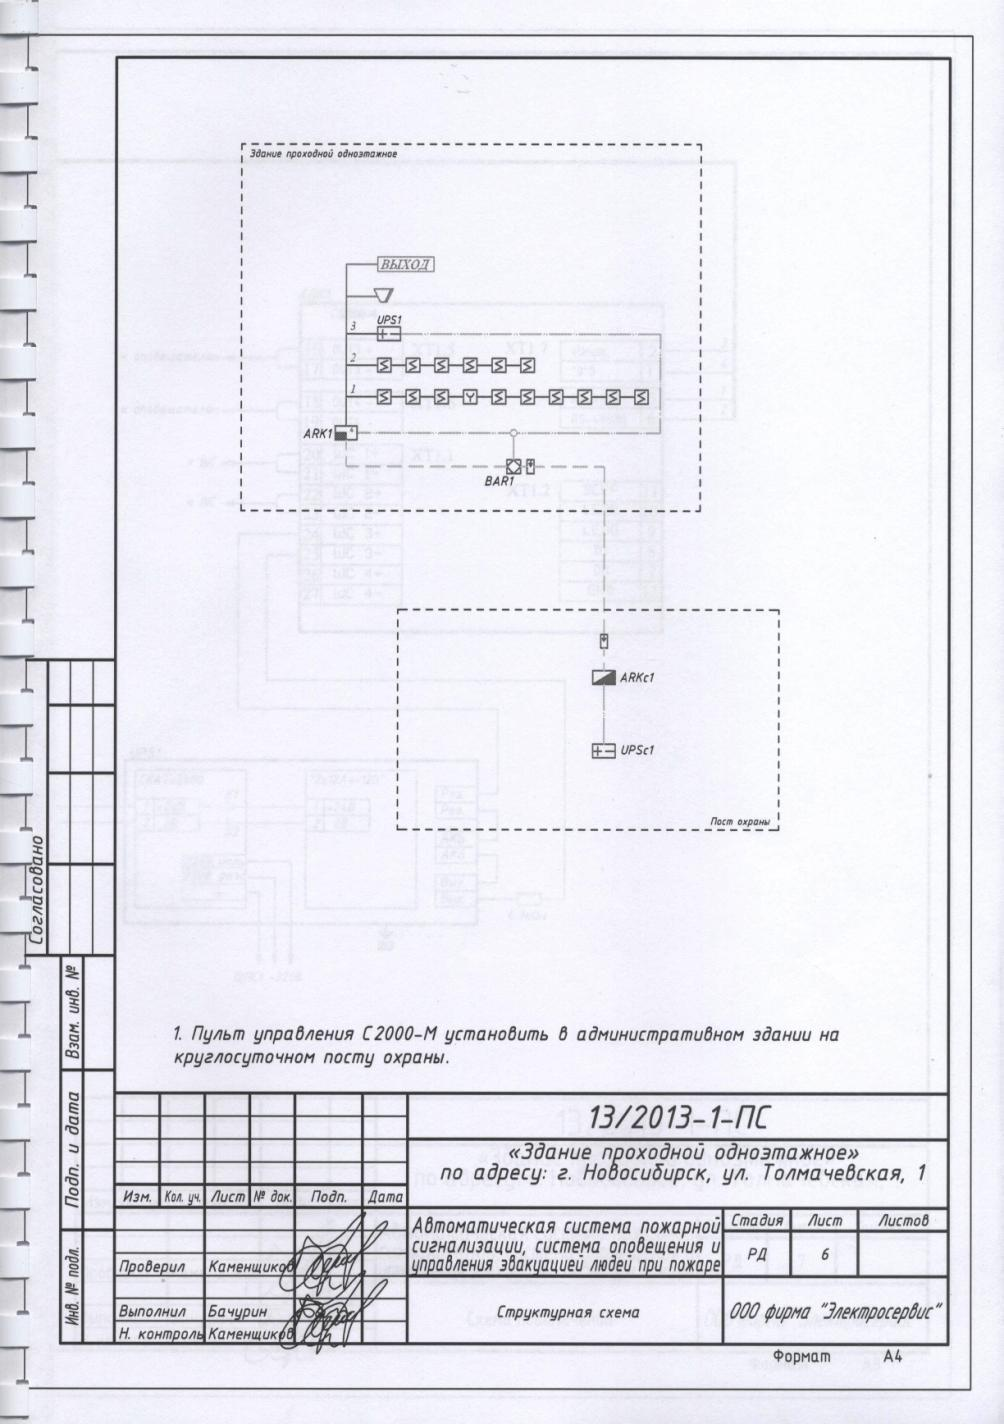 Здание проходной одноэтажное
ВЫХОД
UPS1
3
2
1
ARK1
4
BAR1
ARKc1
UPSc1
Пост охраны
Согласовано
Взам. инв. №
Подп. и дата
Инв. № подл.
1. Пульт управления С2000-М установить в административном здании на
круглосуточном посту охраны.
13/2013-1-ПС
«Здание проходной одноэтажное»
по адресу: г. Новосибирск, ул. Толмачевская, 1
Изм. Кол. уч. Лист № док. Подп. Дата
Автоматическая система пожарной
сигнализации, система оповещения и
управления эвакуацией людей при пожаре
Стадия Лист Листов
РД 6
Проверил Каменщиков
Выполнил Бачурин
Н. контроль Каменщиков
Структурная схема
ООО фирма "Электросервис"
Формат А4